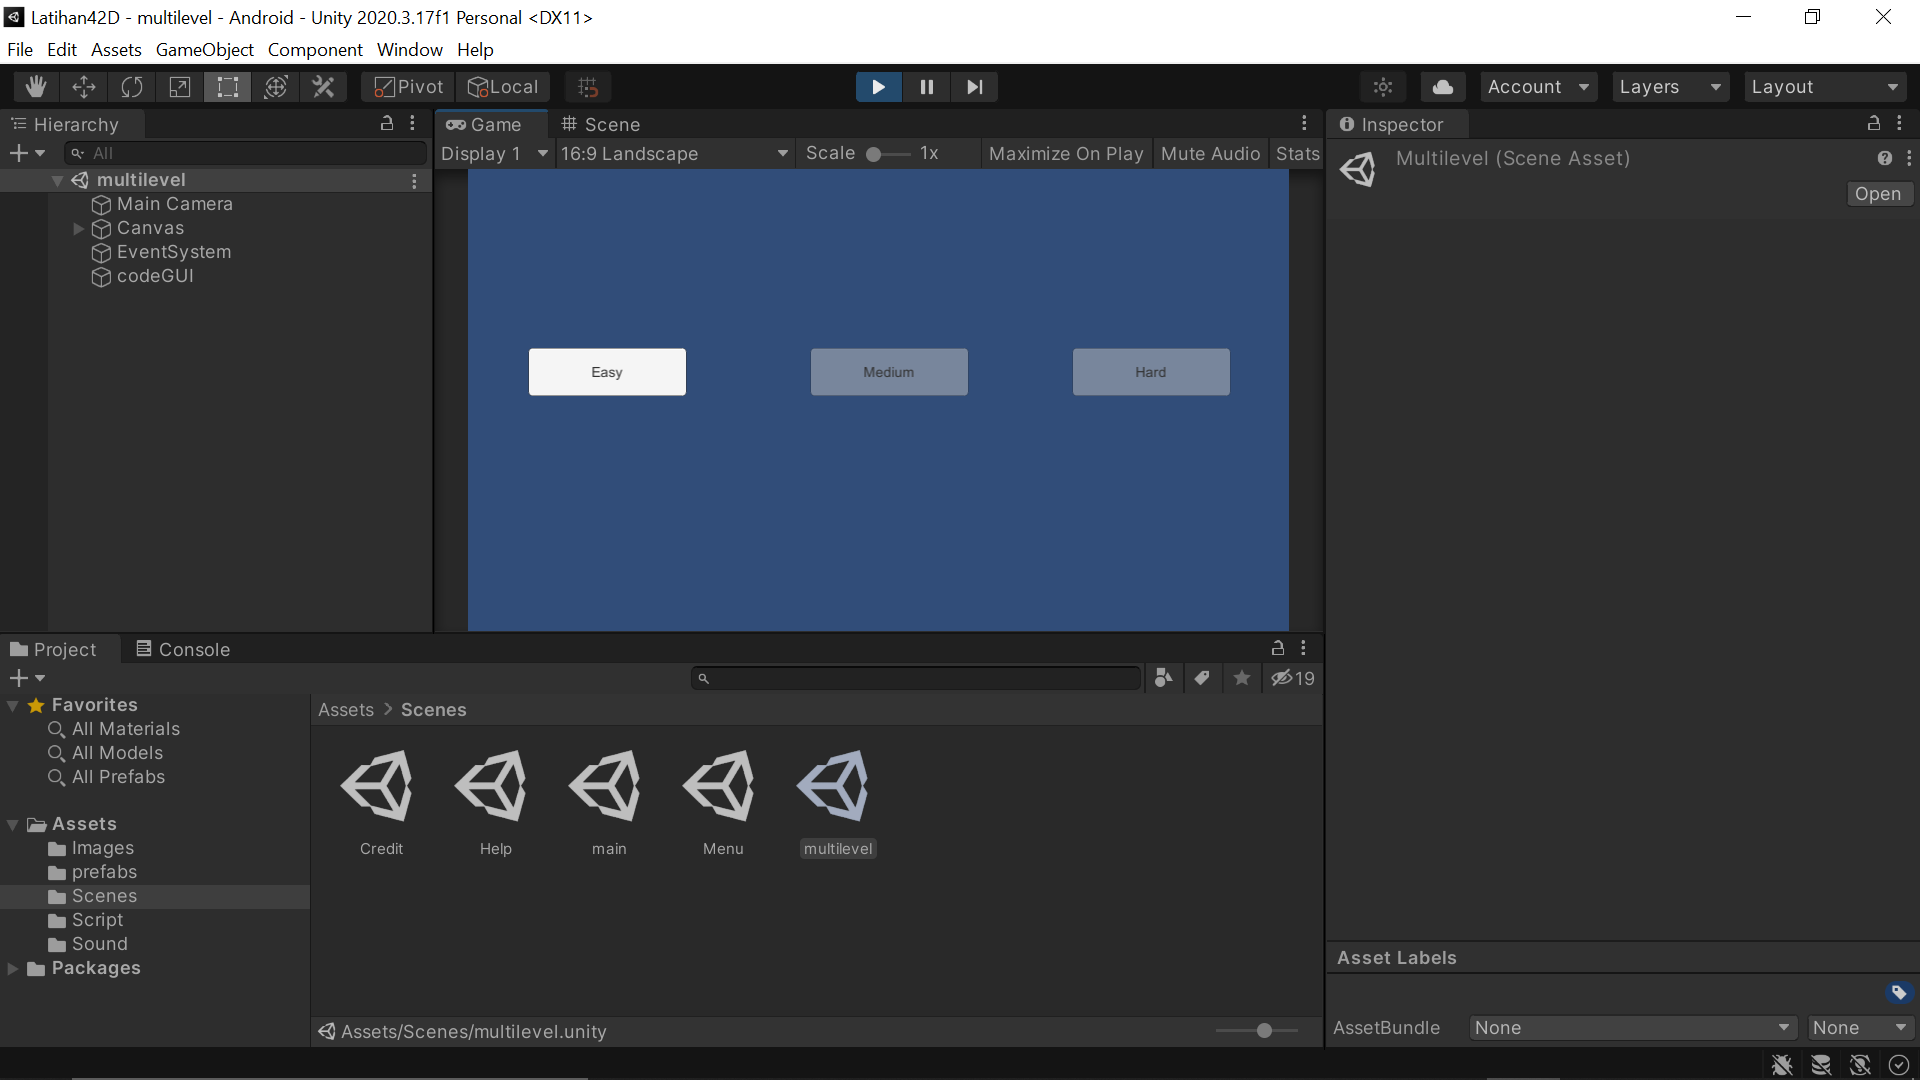 Latihan42D - multilevel - Android - Unity 2020.3.17f1 Personal <DX11>
File Edit Assets GameObject Component Window Help
Pivot Local Account Layers Layout
Hierarchy
All
multilevel
Main Camera
Canvas
EventSystem
codeGUI
Game Scene
Display 1 16:9 Landscape Scale 1x Maximize On Play Mute Audio Stats
Easy Medium Hard
Inspector
Multilevel (Scene Asset)
Open
Project Console
19
Favorites
All Materials
All Models
All Prefabs
Assets
Images
prefabs
Scenes
Script
Sound
Packages
Assets > Scenes
Credit Help main Menu multilevel
Assets/Scenes/multilevel.unity
Asset Labels
AssetBundle None None